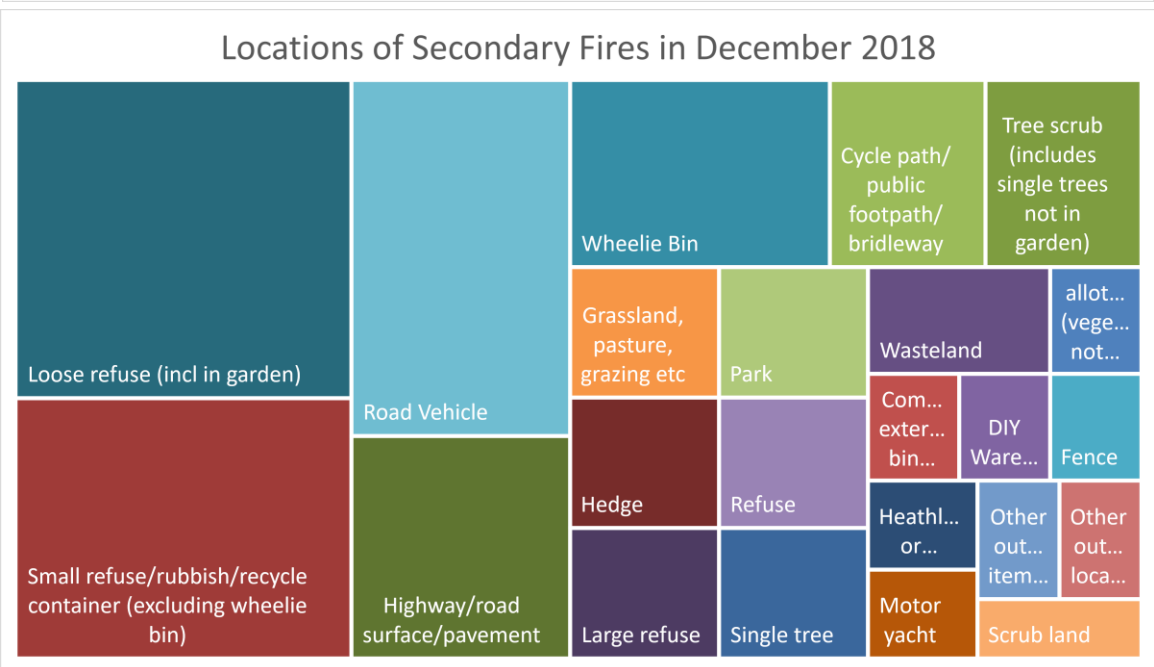 Locations of Secondary Fires in December 2018
Loose refuse (incl in garden)
Small refuse/rubbish/recycle
container (excluding wheelie
bin)
Road Vehicle
Highway/road
surface/pavement
Wheelie Bin
Cycle path/
public
footpath/
bridleway
Tree scrub
(includes
single trees
not in
garden)
Grassland,
pasture,
grazing etc
Park
Hedge
Refuse
Large refuse
Single tree
Wasteland
allot...
(vege...
not...
Com...
exter...
bin...
DIY
Ware...
Fence
Heathl...
or...
Other
out...
item...
Other
out...
loca...
Motor
yacht
Scrub land